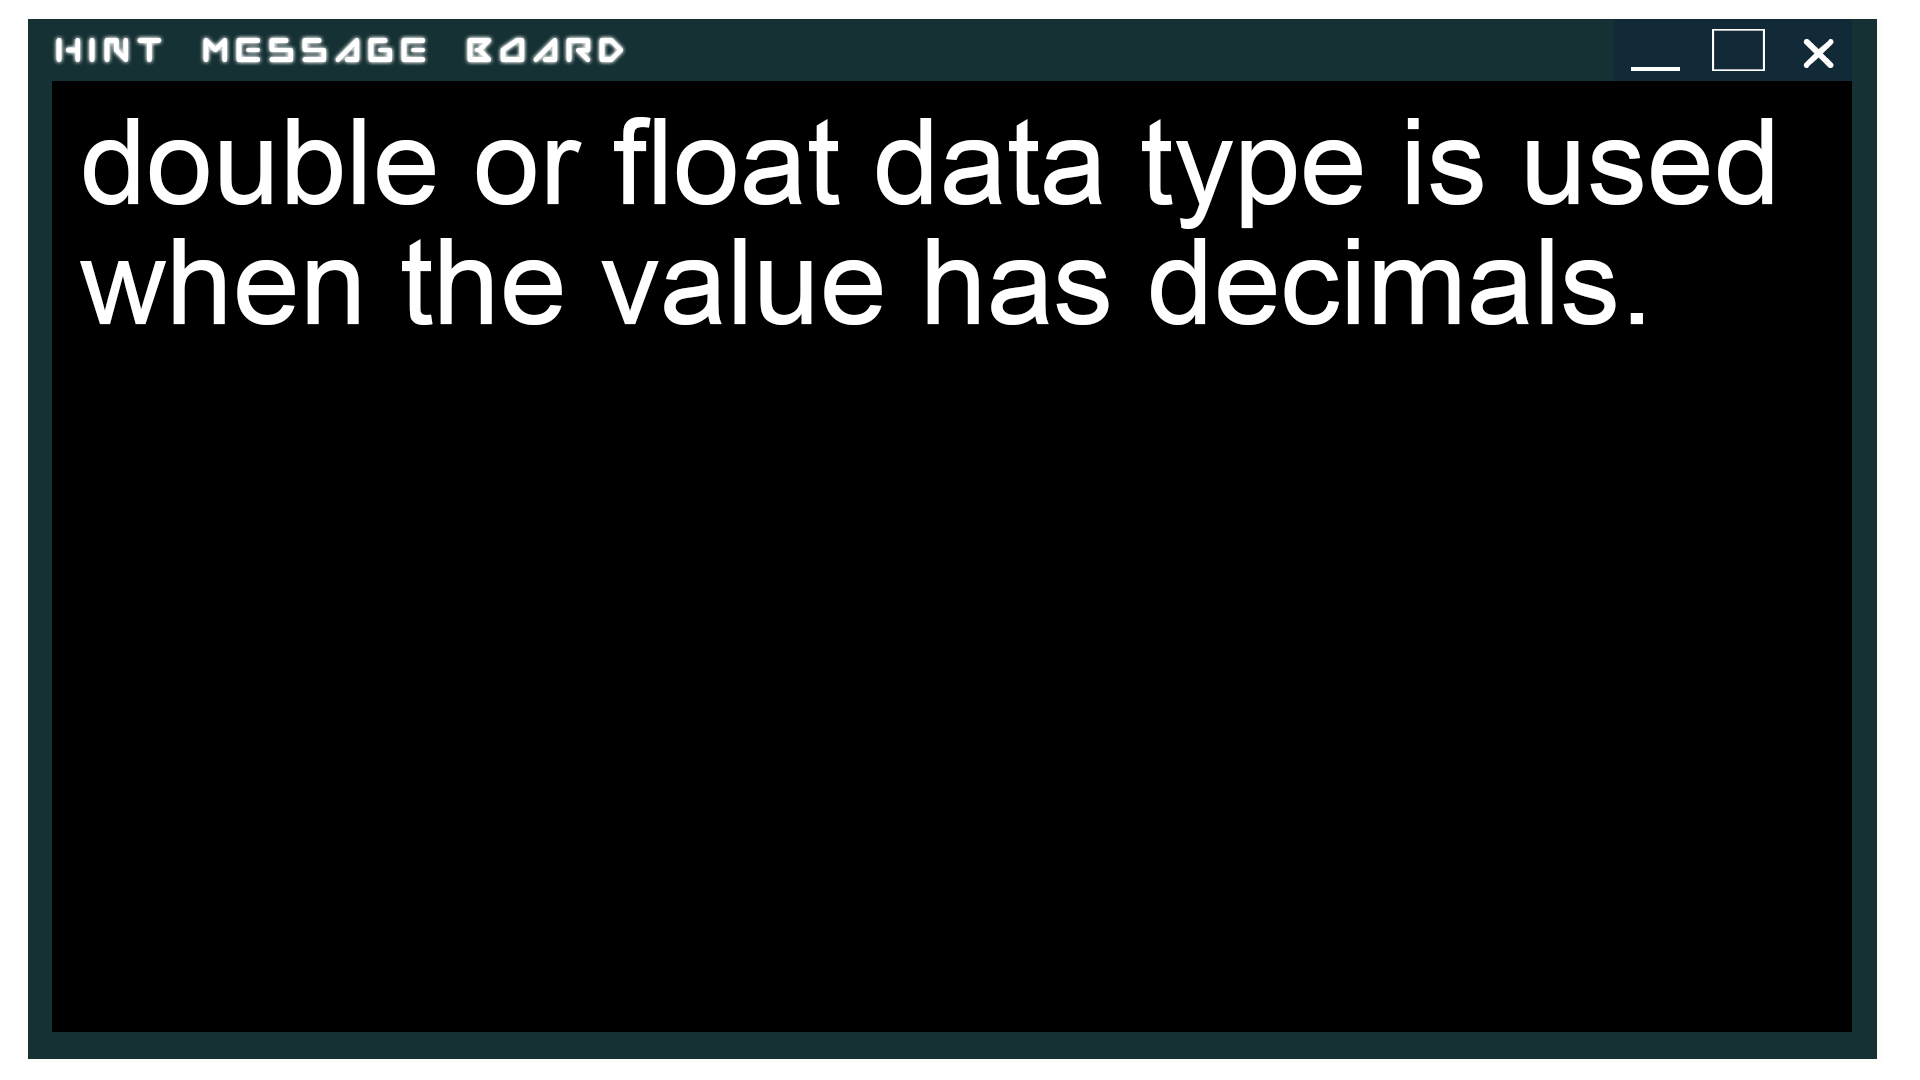 HINT MESSAGE BOARD
double or float data type is used
when the value has decimals.